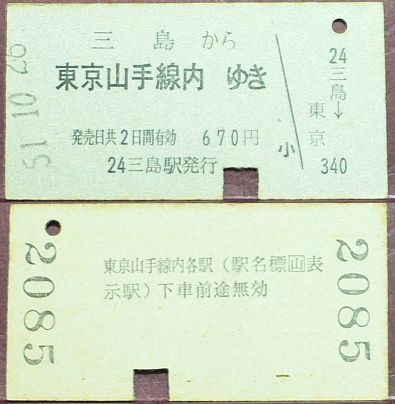 三島から
東京山手線内 ゆき
発売日共2日間有効 670円
24三島駅発行
51.10.26
小
24
三島→東京
340
2085
東京山手線内各駅（駅名標山表
示駅）下車前途無効
2085